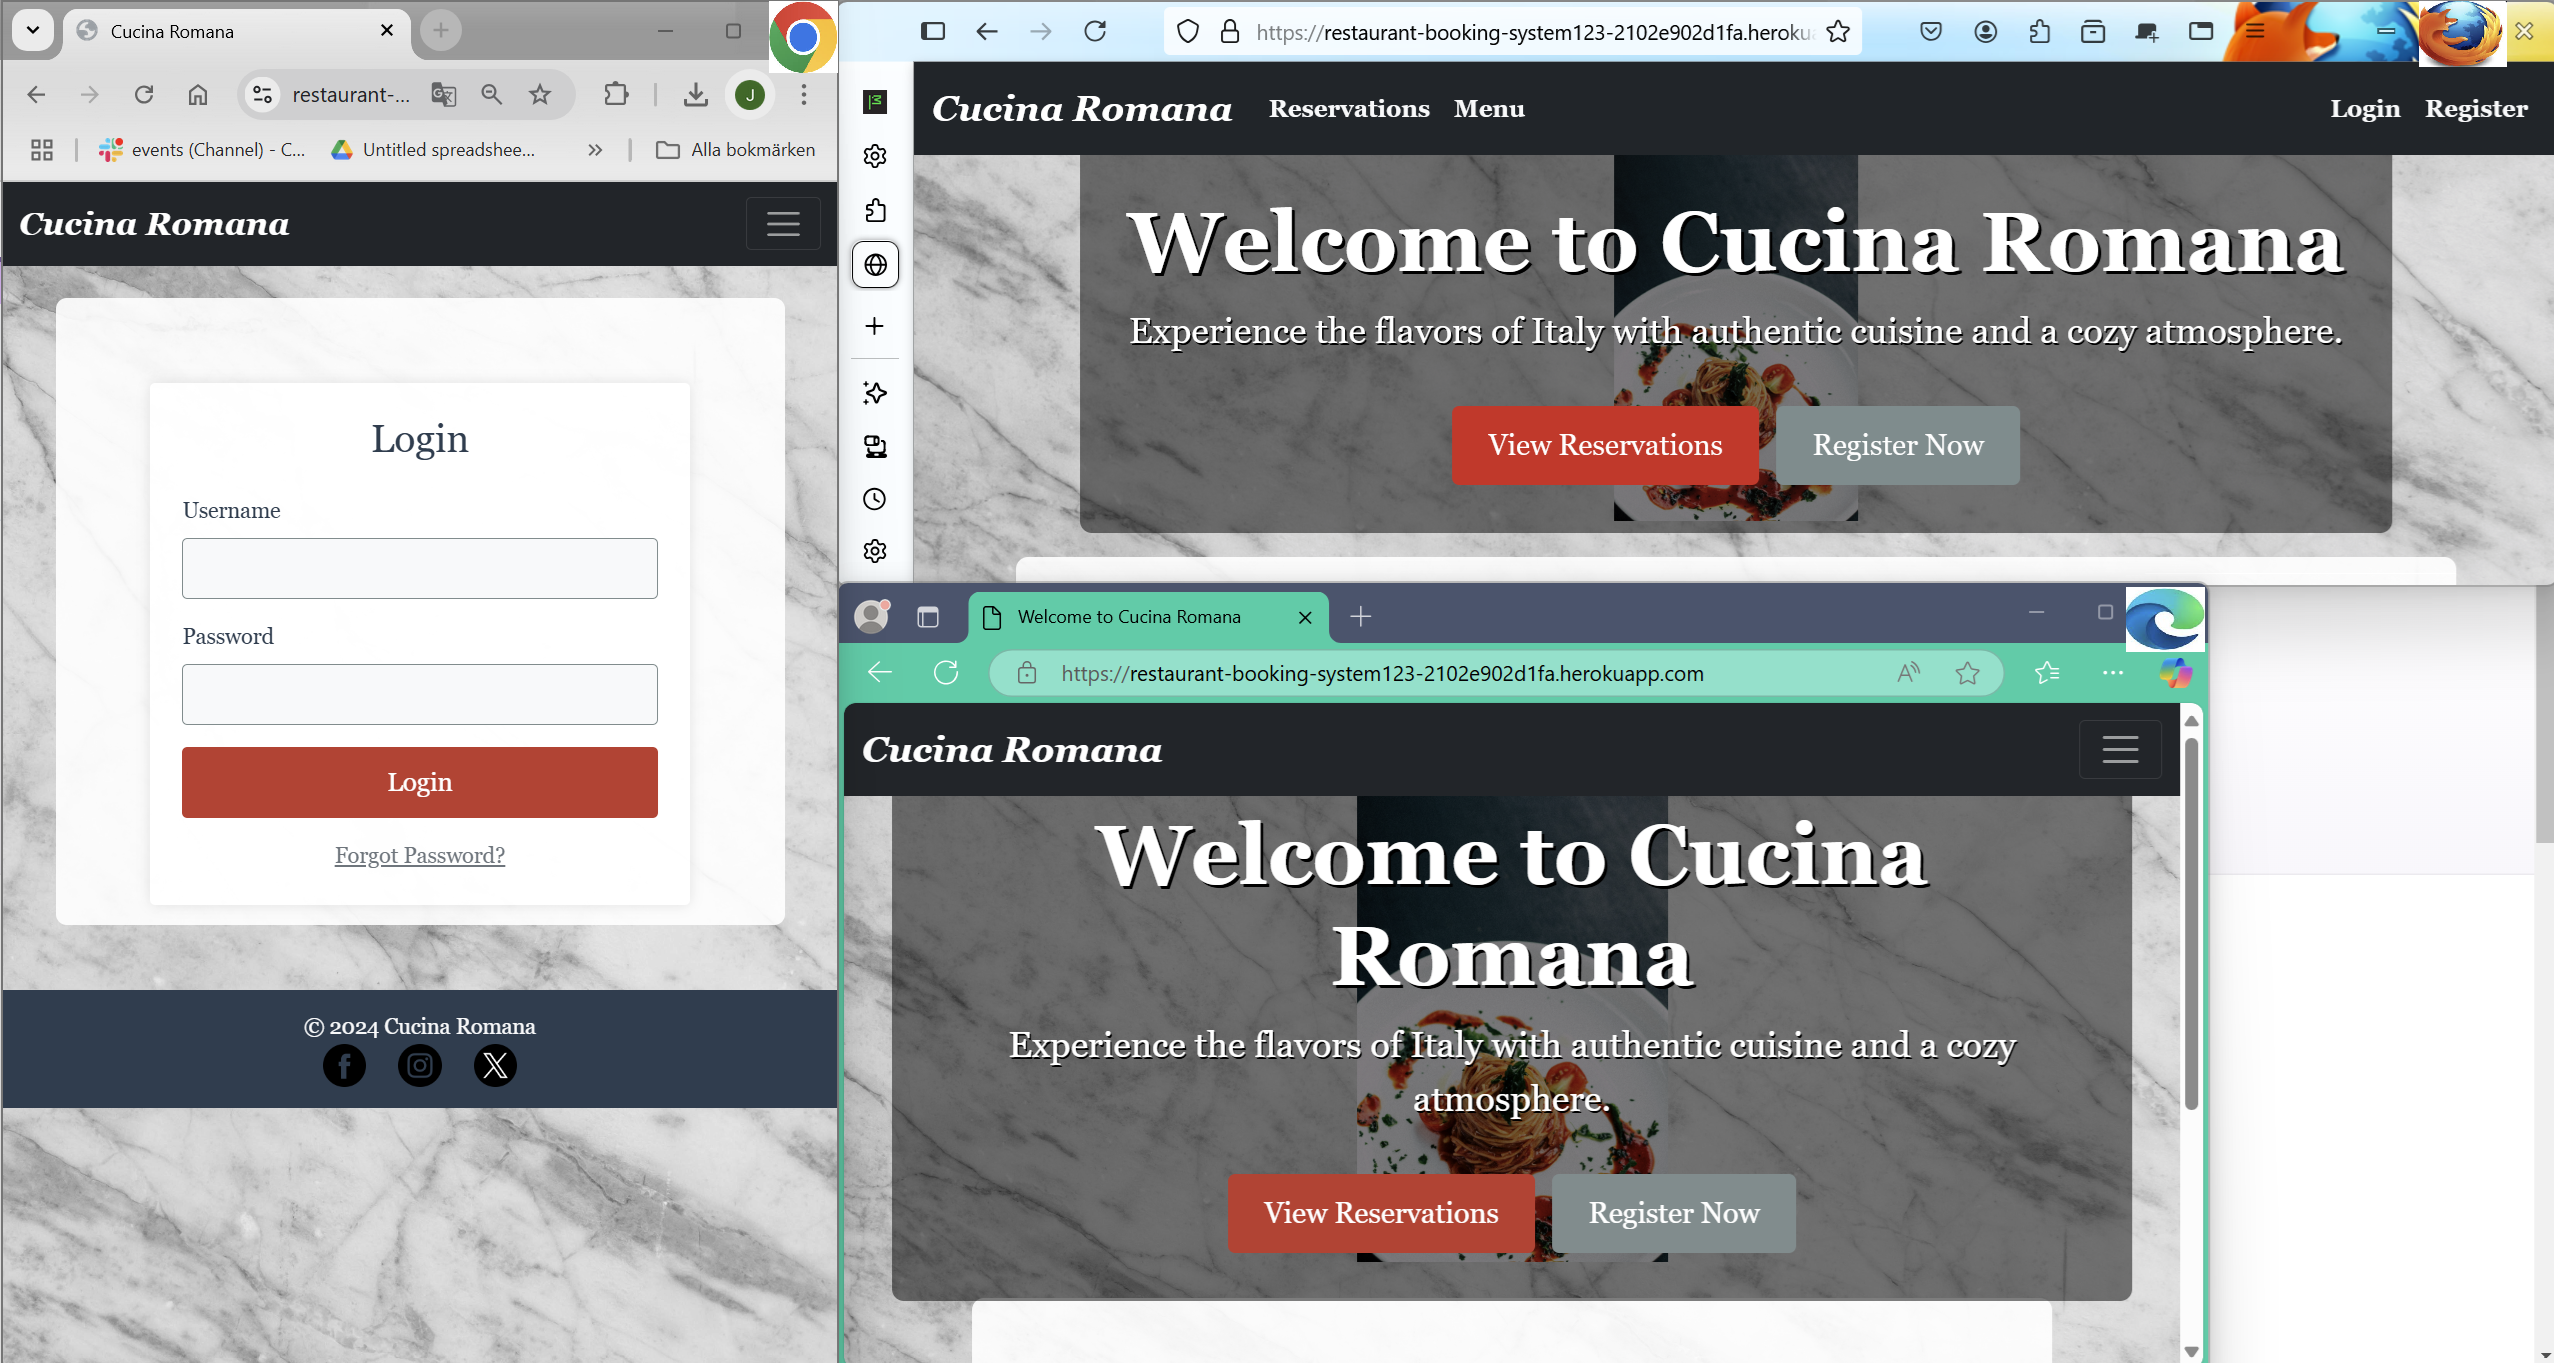 Cucina Romana
restaurant-...
J
events (Channel) - C...
Untitled spreadshee...
Alla bokmärken
Cucina Romana
Login
Username
Password
Login
Forgot Password?
© 2024 Cucina Romana
https://restaurant-booking-system123-2102e902d1fa.heroku
Cucina Romana
Reservations
Menu
Login
Register
Welcome to Cucina Romana
Experience the flavors of Italy with authentic cuisine and a cozy atmosphere.
View Reservations
Register Now
Welcome to Cucina Romana
https://restaurant-booking-system123-2102e902d1fa.herokuapp.com
Cucina Romana
Welcome to Cucina
Romana
Experience the flavors of Italy with authentic cuisine and a cozy
atmosphere.
View Reservations
Register Now